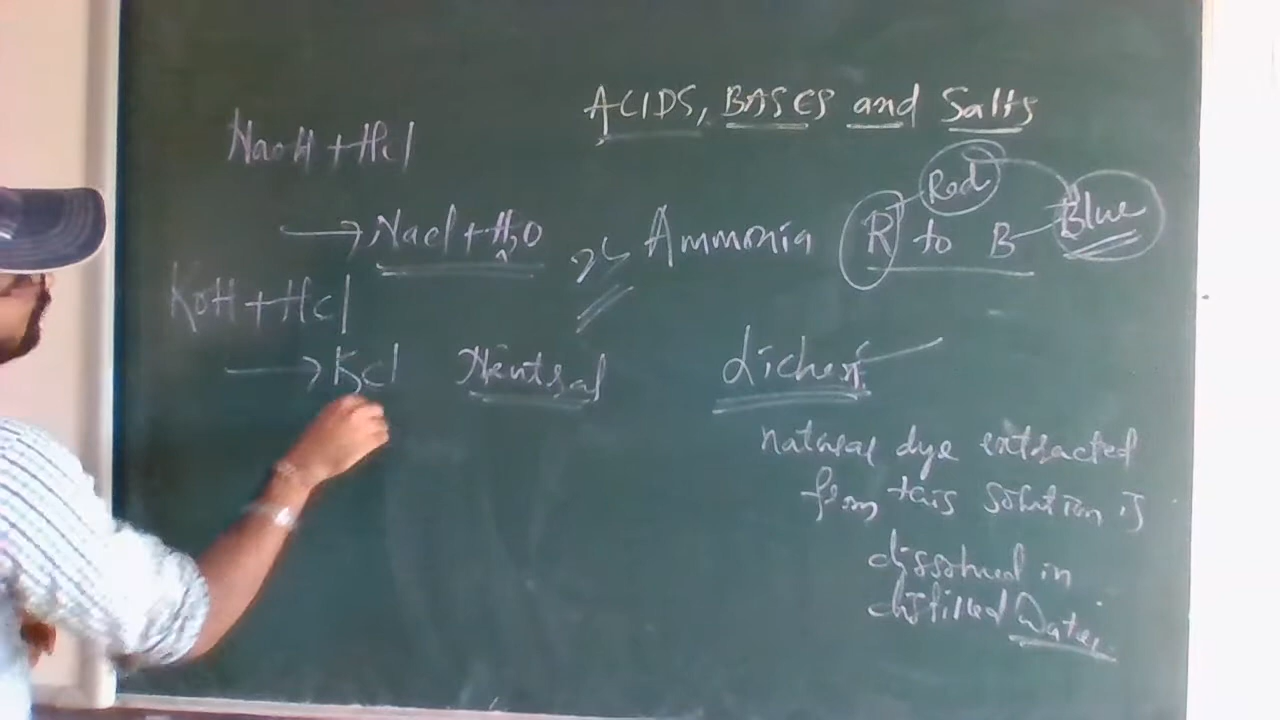 ACIDS, BASES and Salts
NaoH + Hcl
→ Nacl + H2O
KoH + Hcl
→ Kcl
Neutral
Ammonia R to B
Red
Blue
Lichen
natural dye extracted
from this solution is
dissolved in
distilled Water.